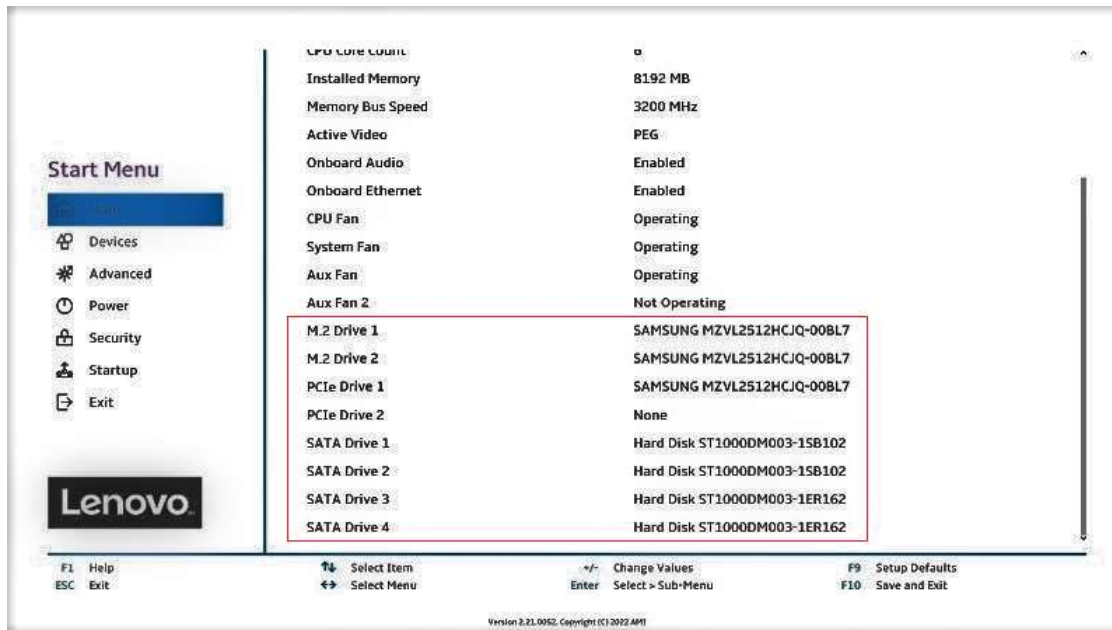 CPU Core Count 6
Installed Memory 8192 MB
Memory Bus Speed 3200 MHz
Active Video PEG
Start Menu
Onboard Audio Enabled
Onboard Ethernet Enabled
Main
CPU Fan Operating
Devices
System Fan Operating
Advanced
Aux Fan Operating
Power
Aux Fan 2 Not Operating
Security
M.2 Drive 1 SAMSUNG MZVL2512HCJQ-00BL7
M.2 Drive 2 SAMSUNG MZVL2512HCJQ-00BL7
Startup
PCIe Drive 1 SAMSUNG MZVL2512HCJQ-00BL7
Exit
PCIe Drive 2 None
SATA Drive 1 Hard Disk ST1000DM003-1SB102
SATA Drive 2 Hard Disk ST1000DM003-1SB102
Lenovo
SATA Drive 3 Hard Disk ST1000DM003-1ER162
SATA Drive 4 Hard Disk ST1000DM003-1ER162
F1 Help ↑↓ Select Item +/- Change Values F9 Setup Defaults
ESC Exit ↔ Select Menu Enter Select > Sub-Menu F10 Save and Exit
Version 2.21.0052. Copyright (C) 2022 AMI